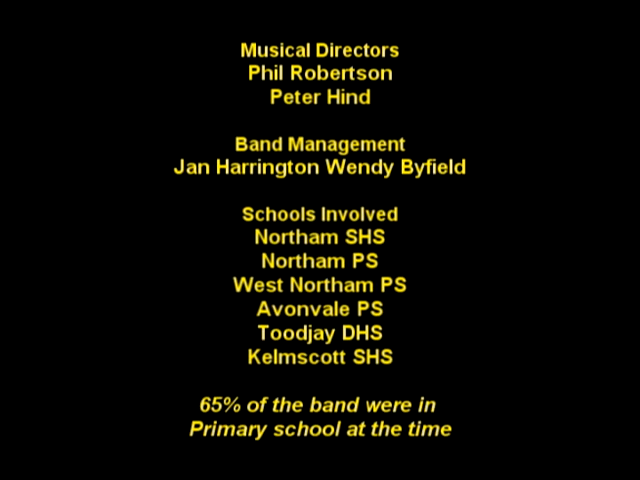 Musical Directors
Phil Robertson
Peter Hind
Band Management
Jan Harrington Wendy Byfield
Schools Involved
Northam SHS
Northam PS
West Northam PS
Avonvale PS
Toodjay DHS
Kelmscott SHS
65% of the band were in
Primary school at the time